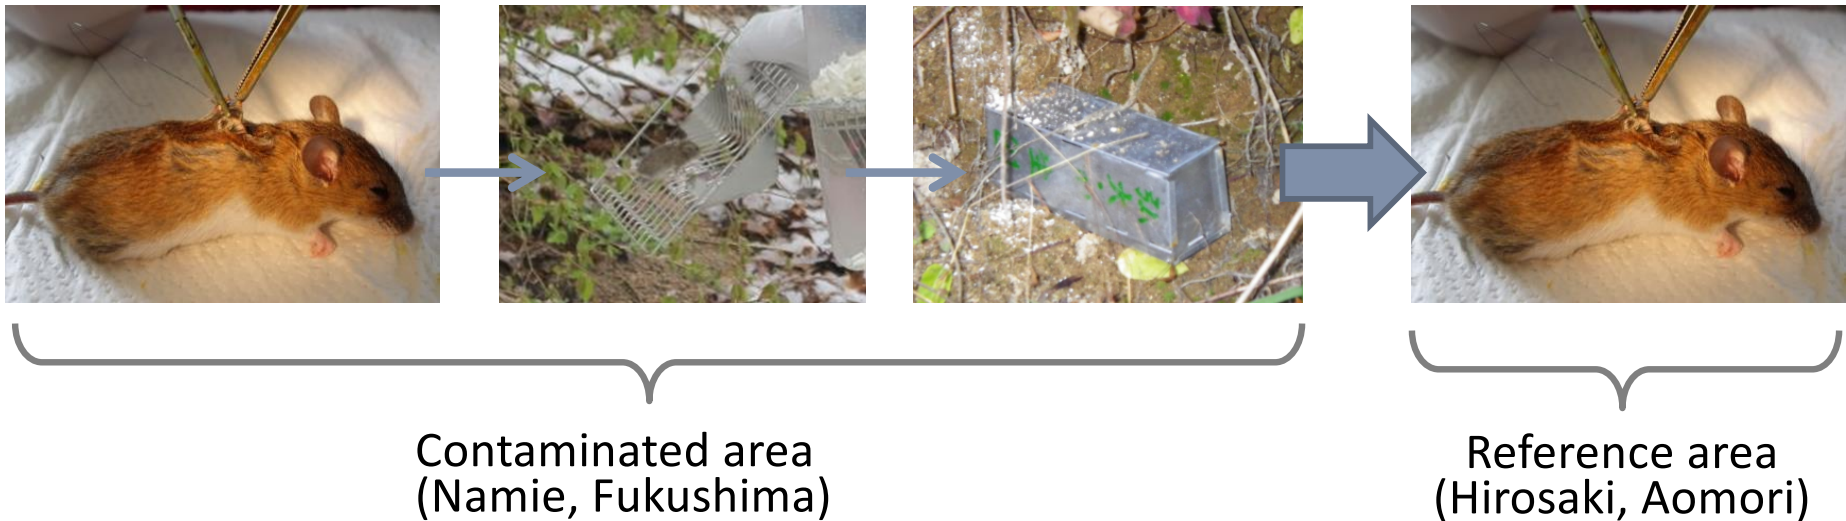 Contaminated area
(Namie, Fukushima)
Reference area
(Hirosaki, Aomori)